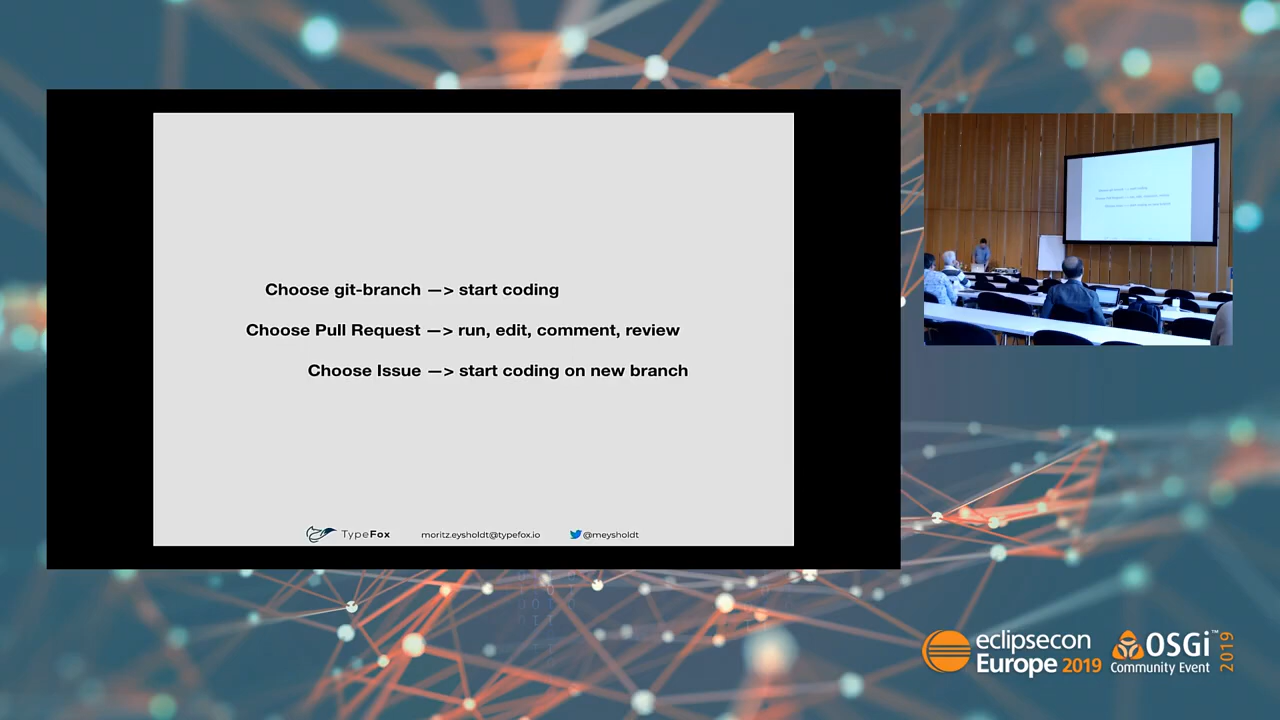 Choose git-branch —> start coding
Choose Pull Request —> run, edit, comment, review
Choose Issue —> start coding on new branch
TypeFox
moritz.eysholdt@typefox.io
@meysholdt
eclipsecon
Europe 2019
OSGi™
Community Event
2019